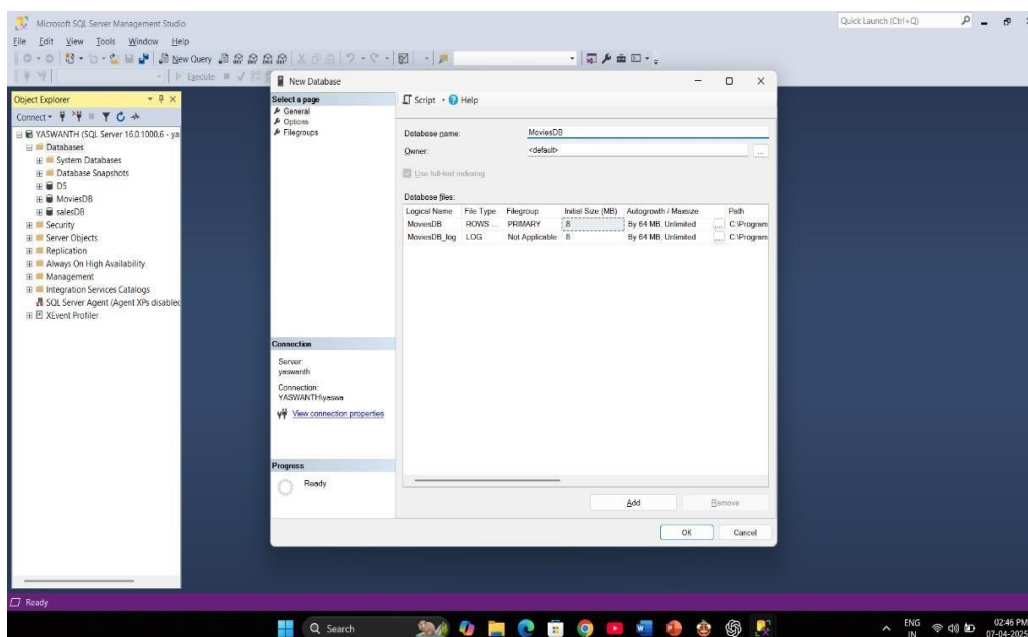 Microsoft SQL Server Management Studio
Quick Launch (Ctrl+Q)
File Edit View Tools Window Help
New Query
Execute
Object Explorer
Connect
YASWANTH (SQL Server 16.0.1000.6 - ya
Databases
System Databases
Database Snapshots
D5
MoviesDB
salesDB
Security
Server Objects
Replication
Always On High Availability
Management
Integration Services Catalogs
SQL Server Agent (Agent XPs disabled
XEvent Profiler
New Database
Select a page
General
Options
Filegroups
Script Help
Database name: MoviesDB
Owner: <default> ...
Use full-text indexing
Database files:
Logical Name File Type Filegroup Initial Size (MB) Autogrowth / Maxsize Path
MoviesDB ROWS ... PRIMARY 8 By 64 MB, Unlimited ... C:\Program
MoviesDB_log LOG Not Applicable 8 By 64 MB, Unlimited ... C:\Program
Connection
Server:
yaswanth
Connection:
YASWANTH\yaswa
View connection properties
Progress
Ready
Add Remove
OK Cancel
Ready
Search
ENG
IN
02:46 PM
07-04-2025